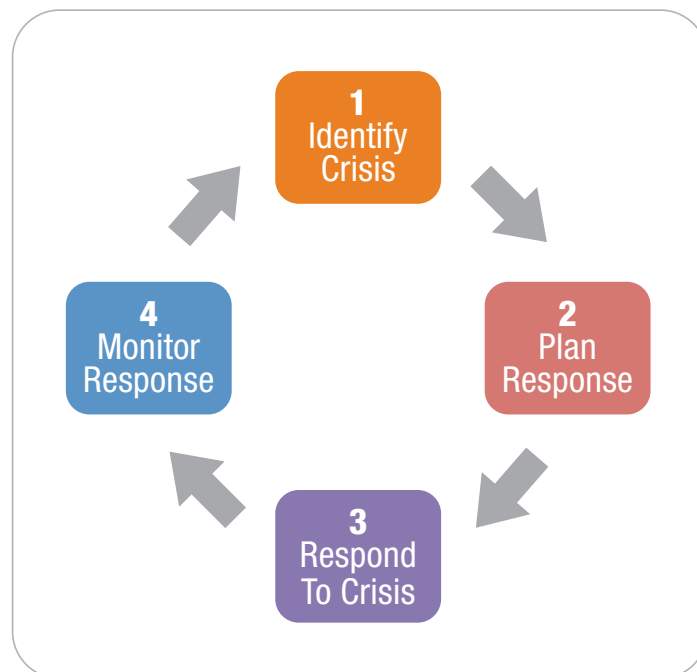 1
Identify
Crisis
2
Plan
Response
3
Respond
To Crisis
4
Monitor
Response